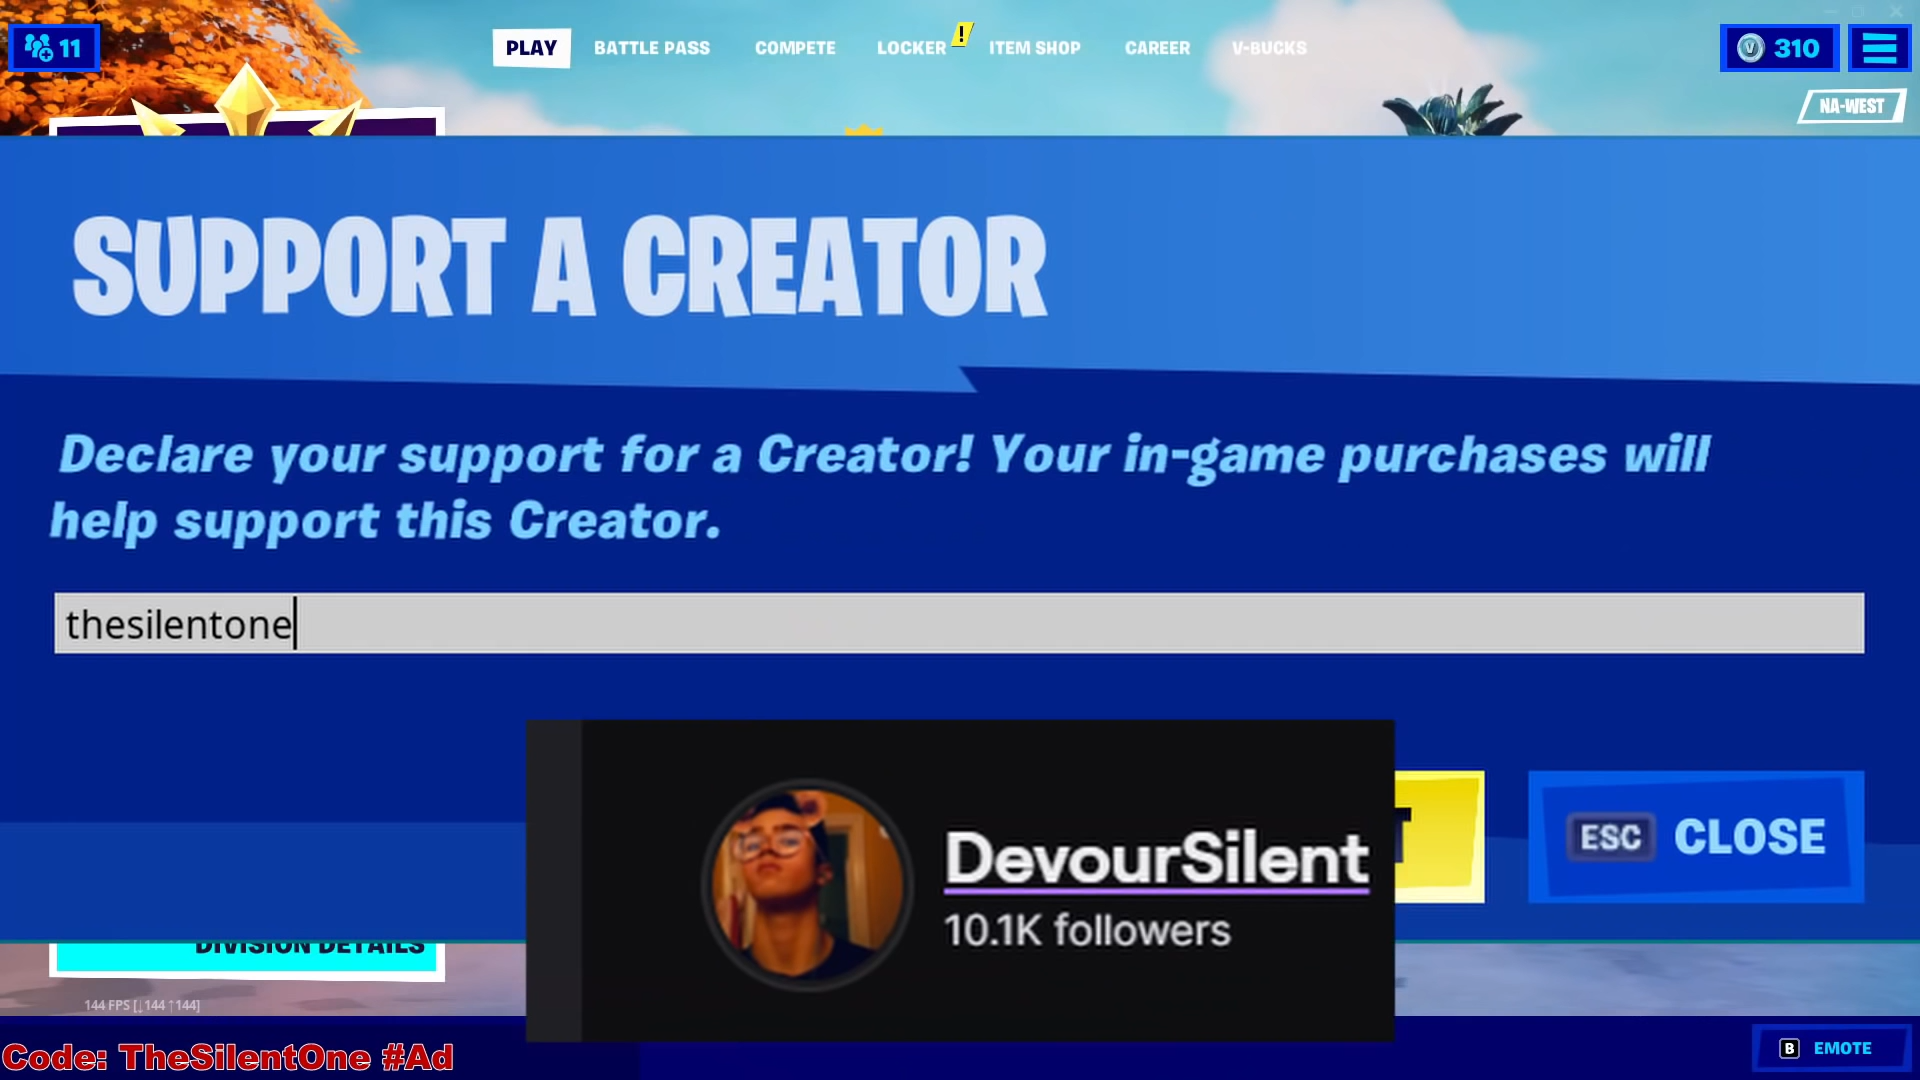 11
PLAY
BATTLE PASS
COMPETE
LOCKER
!
ITEM SHOP
CAREER
V-BUCKS
310
NA-WEST
SUPPORT A CREATOR
Declare your support for a Creator! Your in-game purchases will
help support this Creator.
thesilentone
DevourSilent
10.1K followers
T
ESC CLOSE
DIVISION DETAILS
144 FPS [↓144 ↑144]
Code: TheSilentOne #Ad
B EMOTE